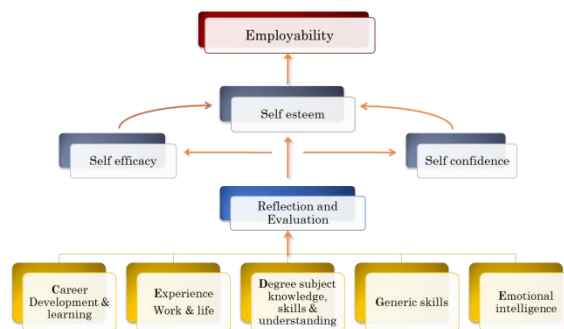 Employability
Self esteem
Self efficacy
Self confidence
Reflection and
Evaluation
Career
Development &
learning
Experience
Work & life
Degree subject
knowledge,
skills &
understanding
Generic skills
Emotional
intelligence